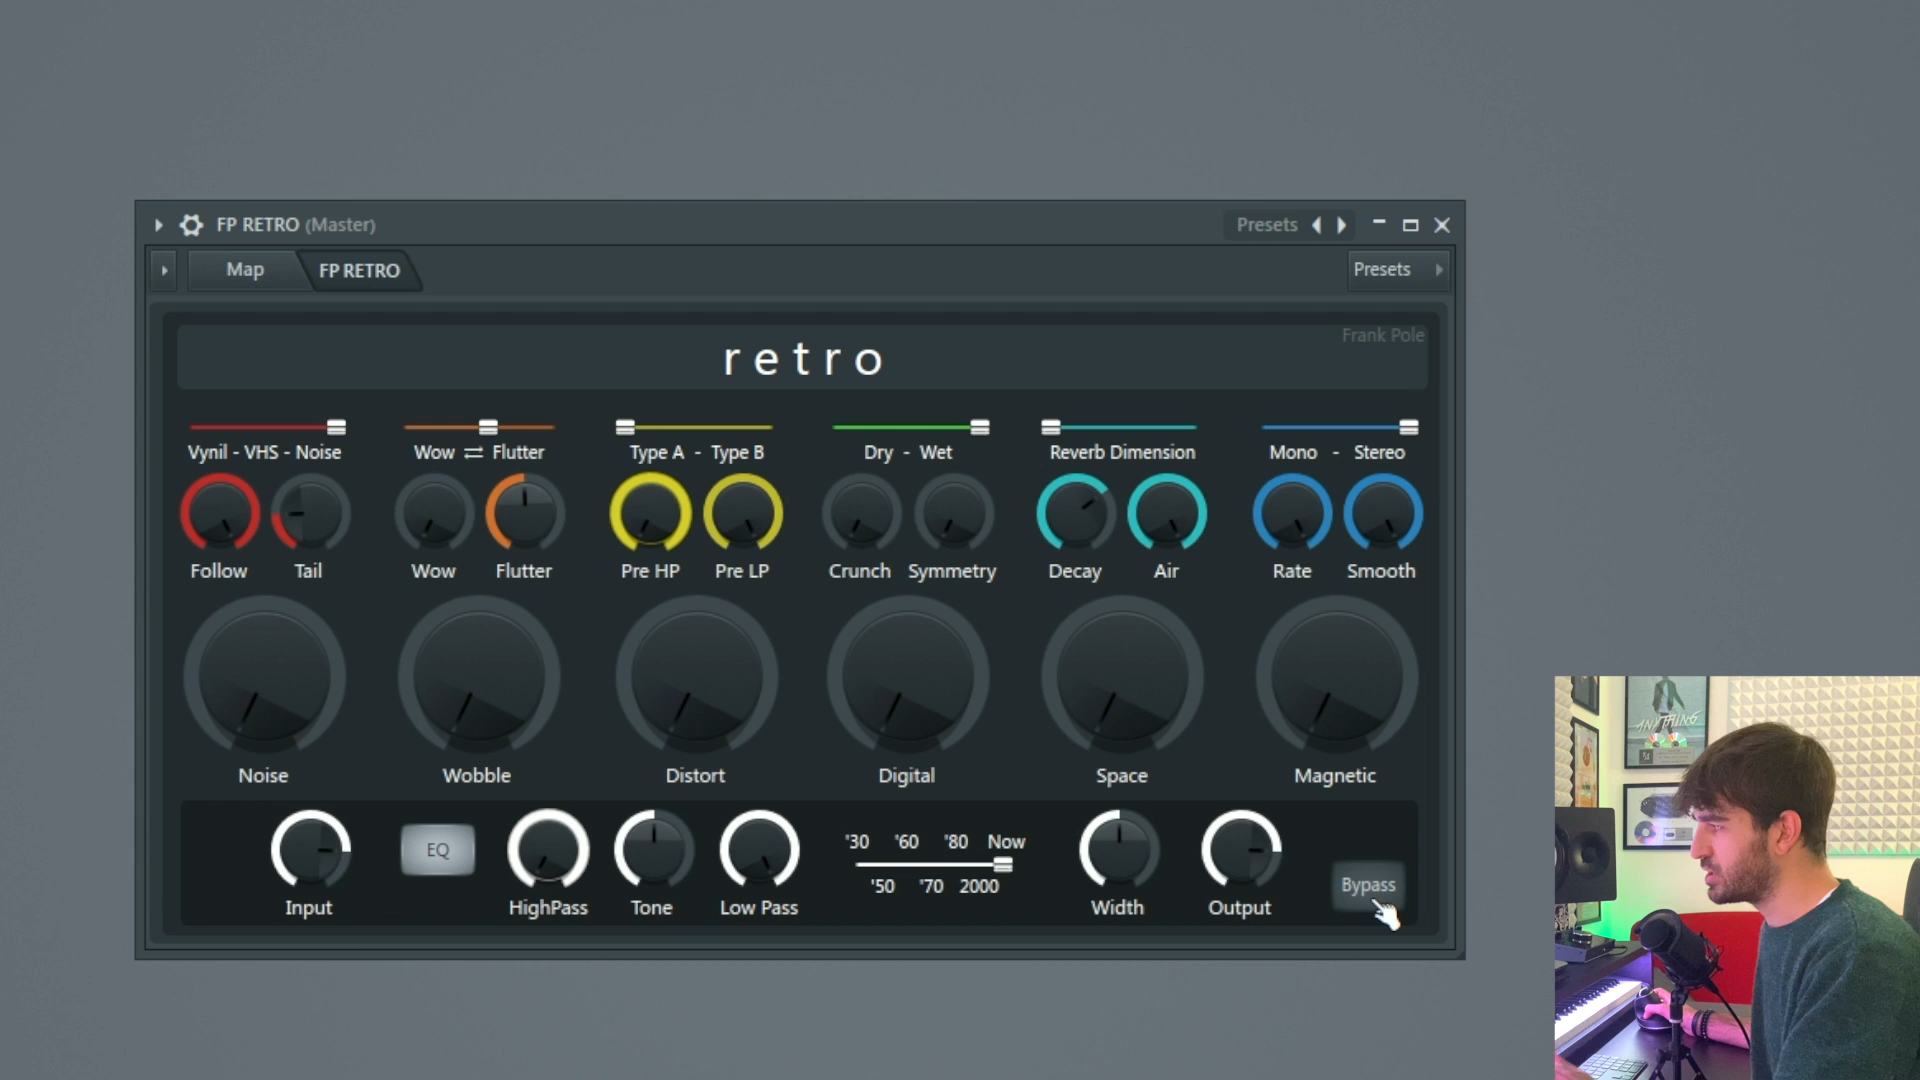 FP RETRO (Master)
Presets
Map
FP RETRO
Presets
Frank Pole
retro
Vynil - VHS - Noise
Wow ⇌ Flutter
Type A - Type B
Dry - Wet
Reverb Dimension
Mono - Stereo
Follow
Tail
Wow
Flutter
Pre HP
Pre LP
Crunch
Symmetry
Decay
Air
Rate
Smooth
Noise
Wobble
Distort
Digital
Space
Magnetic
'30 '60 '80 Now
'50 '70 2000
EQ
Input
HighPass
Tone
Low Pass
Width
Output
Bypass
ANYTHING